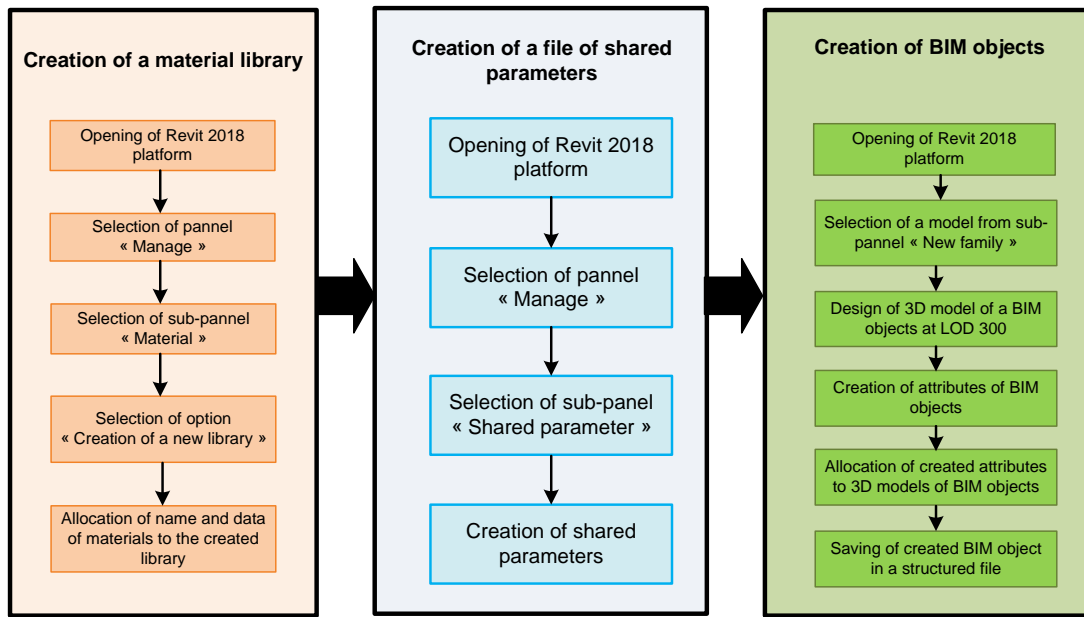 Creation of a material library
Opening of Revit 2018
platform
Selection of pannel
« Manage »
Selection of sub-pannel
« Material »
Selection of option
« Creation of a new library »
Allocation of name and data
of materials to the created
library
Creation of a file of shared
parameters
Opening of Revit 2018
platform
Selection of pannel
« Manage »
Selection of sub-panel
« Shared parameter »
Creation of shared
parameters
Creation of BIM objects
Opening of Revit 2018
platform
Selection of a model from sub-
pannel « New family »
Design of 3D model of a BIM
objects at LOD 300
Creation of attributes of BIM
objects
Allocation of created attributes
to 3D models of BIM objects
Saving of created BIM object
in a structured file